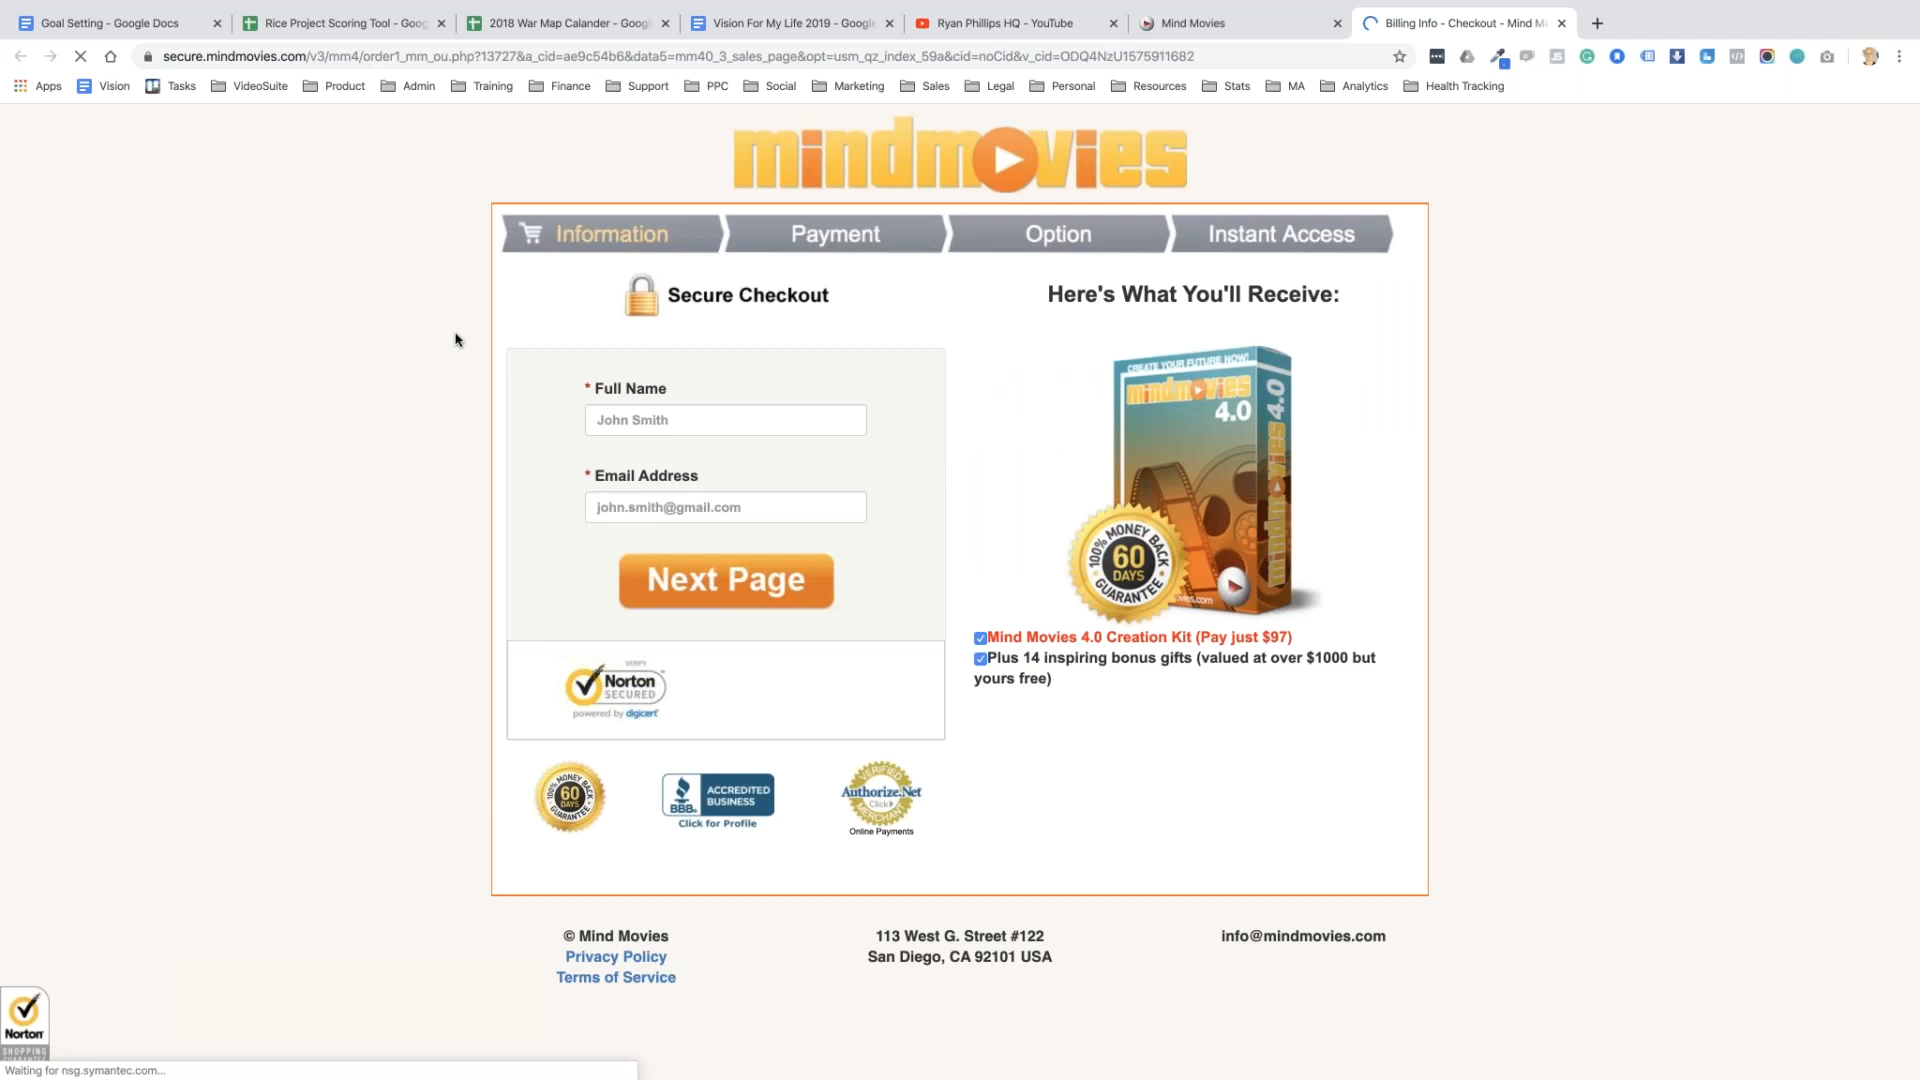 Goal Setting - Google Docs
Rice Project Scoring Tool - Goog
2018 War Map Calander - Googl
Vision For My Life 2019 - Google
Ryan Phillips HQ - YouTube
Mind Movies
Billing Info - Checkout - Mind Mo
secure.mindmovies.com/v3/mm4/order1_mm_ou.php?13727&a_cid=ae9c54b6&data5=mm40_3_sales_page&opt=usm_qz_index_59a&cid=noCid&v_cid=ODQ4NzU1575911682
Apps Vision Tasks VideoSuite Product Admin Training Finance Support PPC Social Marketing Sales Legal Personal Resources Stats MA Analytics Health Tracking
mindmovies
Information Payment Option Instant Access
Secure Checkout
Here's What You'll Receive:
* Full Name
John Smith
* Email Address
john.smith@gmail.com
Next Page
CREATE YOUR FUTURE NOW!
mindmovies
4.0
mindmovies 4.0
100% MONEY BACK
60
DAYS
GUARANTEE
Mind Movies 4.0 Creation Kit (Pay just $97)
Plus 14 inspiring bonus gifts (valued at over $1000 but
yours free)
VERIFY
Norton
SECURED
powered by digicert
100% MONEY BACK
60
DAYS
GUARANTEE
BBB.
ACCREDITED
BUSINESS
Click for Profile
VERIFIED
Authorize.Net
Click
MERCHANT
Online Payments
© Mind Movies
Privacy Policy
Terms of Service
113 West G. Street #122
San Diego, CA 92101 USA
info@mindmovies.com
Norton
SHOPPING
Waiting for nsg.symantec.com...